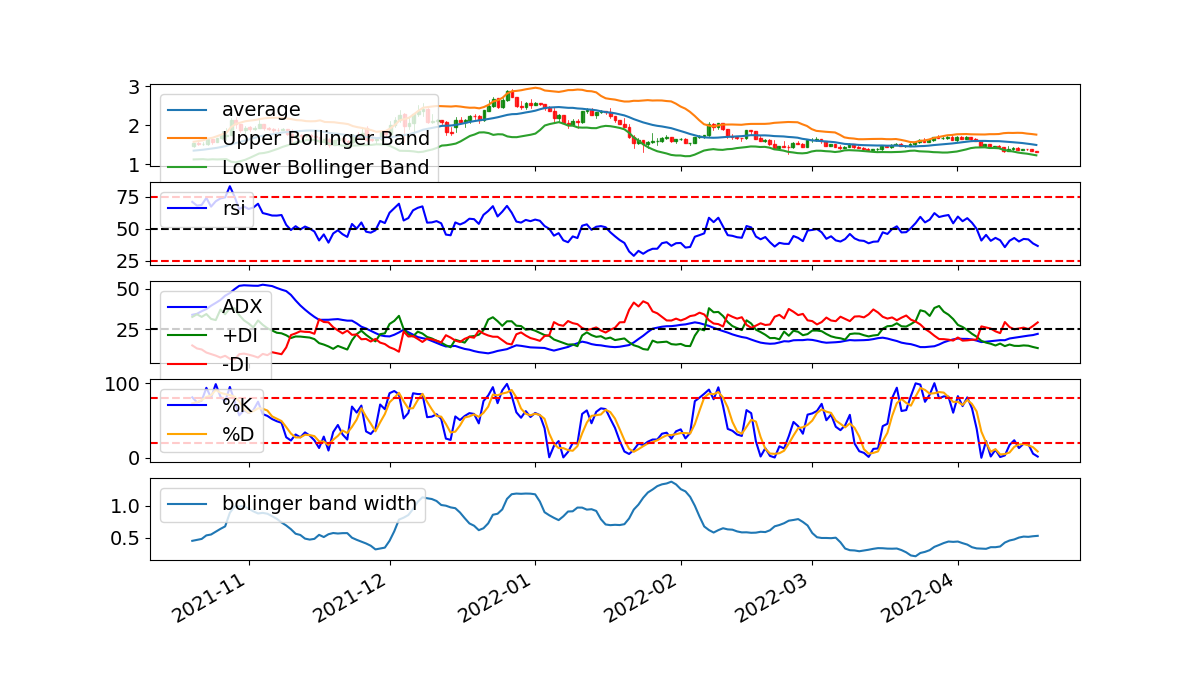 3
2
1
average
Upper Bollinger Band
Lower Bollinger Band
75
50
25
rsi
50
25
ADX
+DI
-DI
100
0
%K
%D
1.0
0.5
bolinger band width
2021-11
2021-12
2022-01
2022-02
2022-03
2022-04